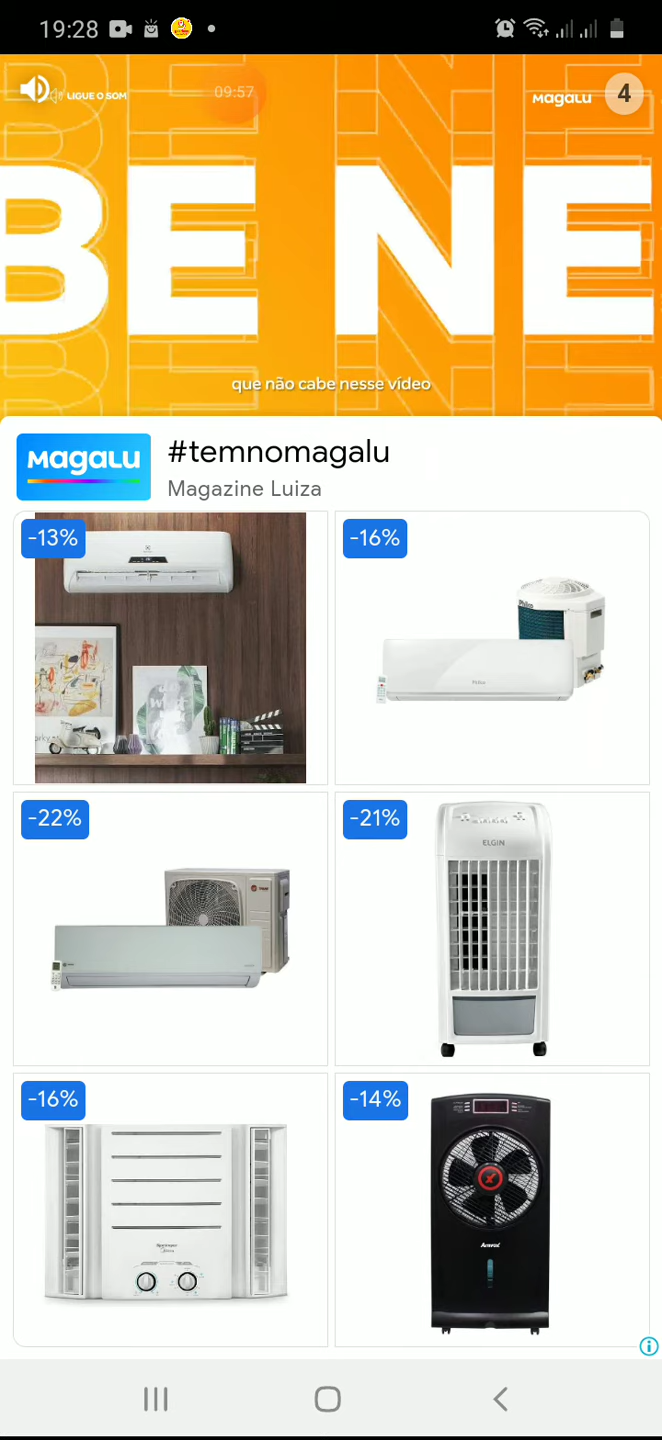 19:28
LIGUE O SOM
09:57
Magalu
4
BE NE
que não cabe nesse vídeo
Magalu
#temnomagalu
Magazine Luiza
-13%
-16%
Philco
-22%
-21%
ELGIN
-16%
-14%